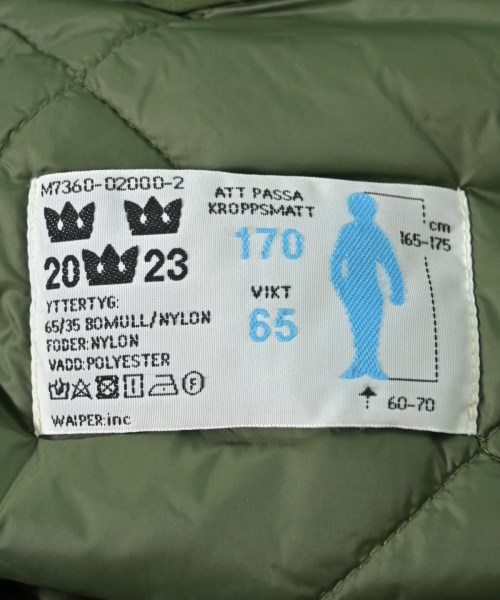 M7360-02000-2
20 23
YTTERTYG:
65/35 BOMULL/NYLON
FODER:NYLON
VADD:POLYESTER
F
WAIPER:inc
ATT PASSA
KROPPSMATT
170
VIKT
65
cm
165-175
60-70